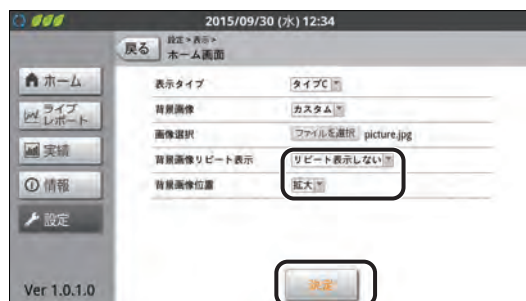 2015/09/30 (水) 12:34
戻る
設定>表示>
ホーム画面
ホーム
ライブ
レポート
実績
情報
設定
Ver 1.0.1.0
表示タイプ タイプC
背景画像 カスタム
画像選択 ファイルを選択 picture.jpg
背景画像リピート表示 リピート表示しない
背景画像位置 拡大
決定